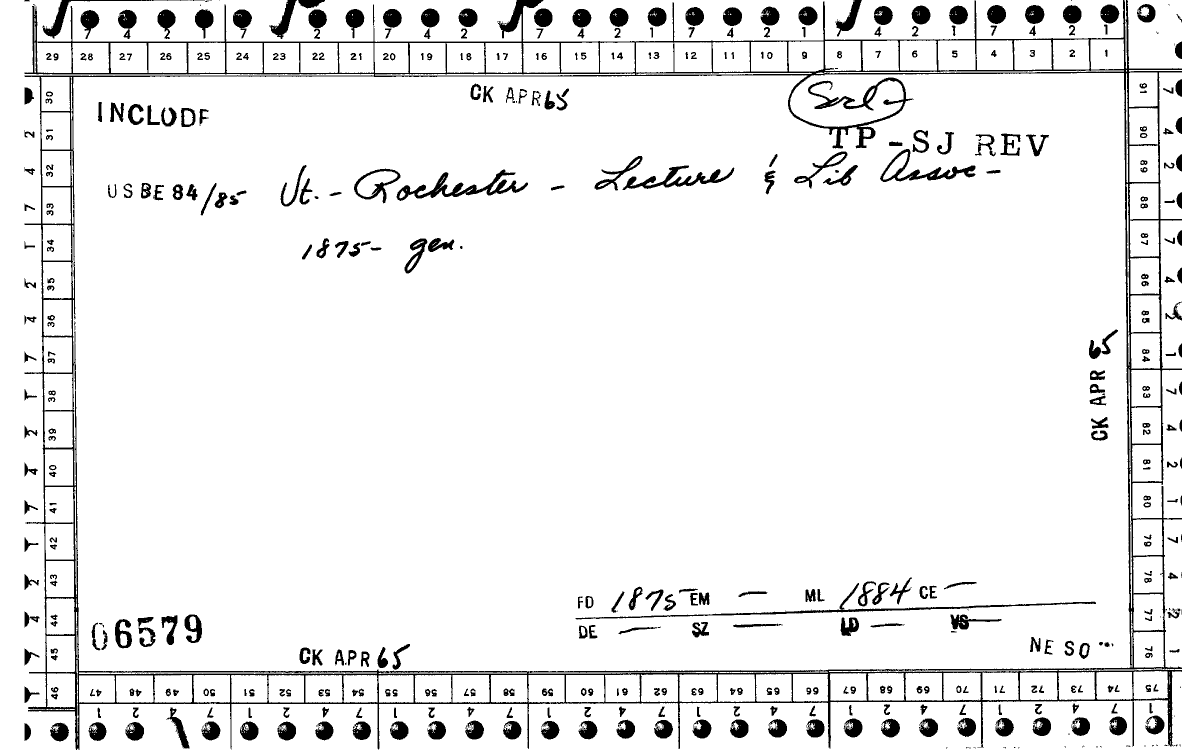 7 4 2 1 7 4 2 1 7 4 2 1 7 4 2 1 7 4 2 1 7 4 2 1 7 4 2 1
29 28 27 26 25 24 23 22 21 20 19 18 17 16 15 14 13 12 11 10 9 8 7 6 5 4 3 2 1
CK APR 65
INCLUDE
TP-SJ REV
USBE 84/85 Vt. - Rochester - Lecture & Lib Assoc -
1875- gen.
CK APR 65
FD 1875 EM — ML 1884 CE —
DE — SZ — LD — VS —
06579
CK APR 65
NE SO
30 31 32 33 34 35 36 37 38 39 40 41 42 43 44 45 46
47 48 49 50 51 52 53 54 55 56 57 58 59 60 61 62 63 64 65 66 67 68 69 70 71 72 73 74 75
1 2 4 7 1 2 4 7 1 2 4 7 1 2 4 7 1 2 4 7 1 2 4 7 1 2 4 7 1
91 90 89 88 87 86 85 84 83 82 81 80 79 78 77 76